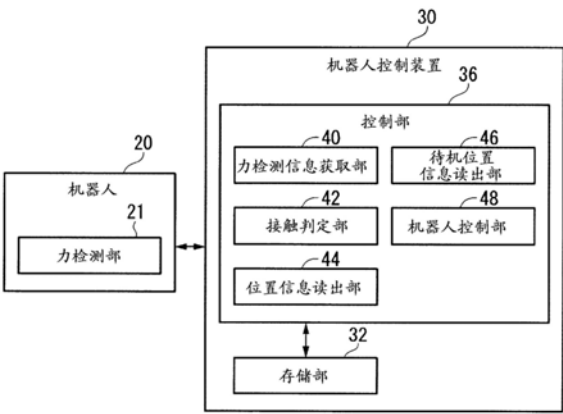 30
机器人控制装置
36
控制部
40
力检测信息获取部
46
待机位置
信息读出部
20
机器人
21
力检测部
42
接触判定部
48
机器人控制部
44
位置信息读出部
32
存储部